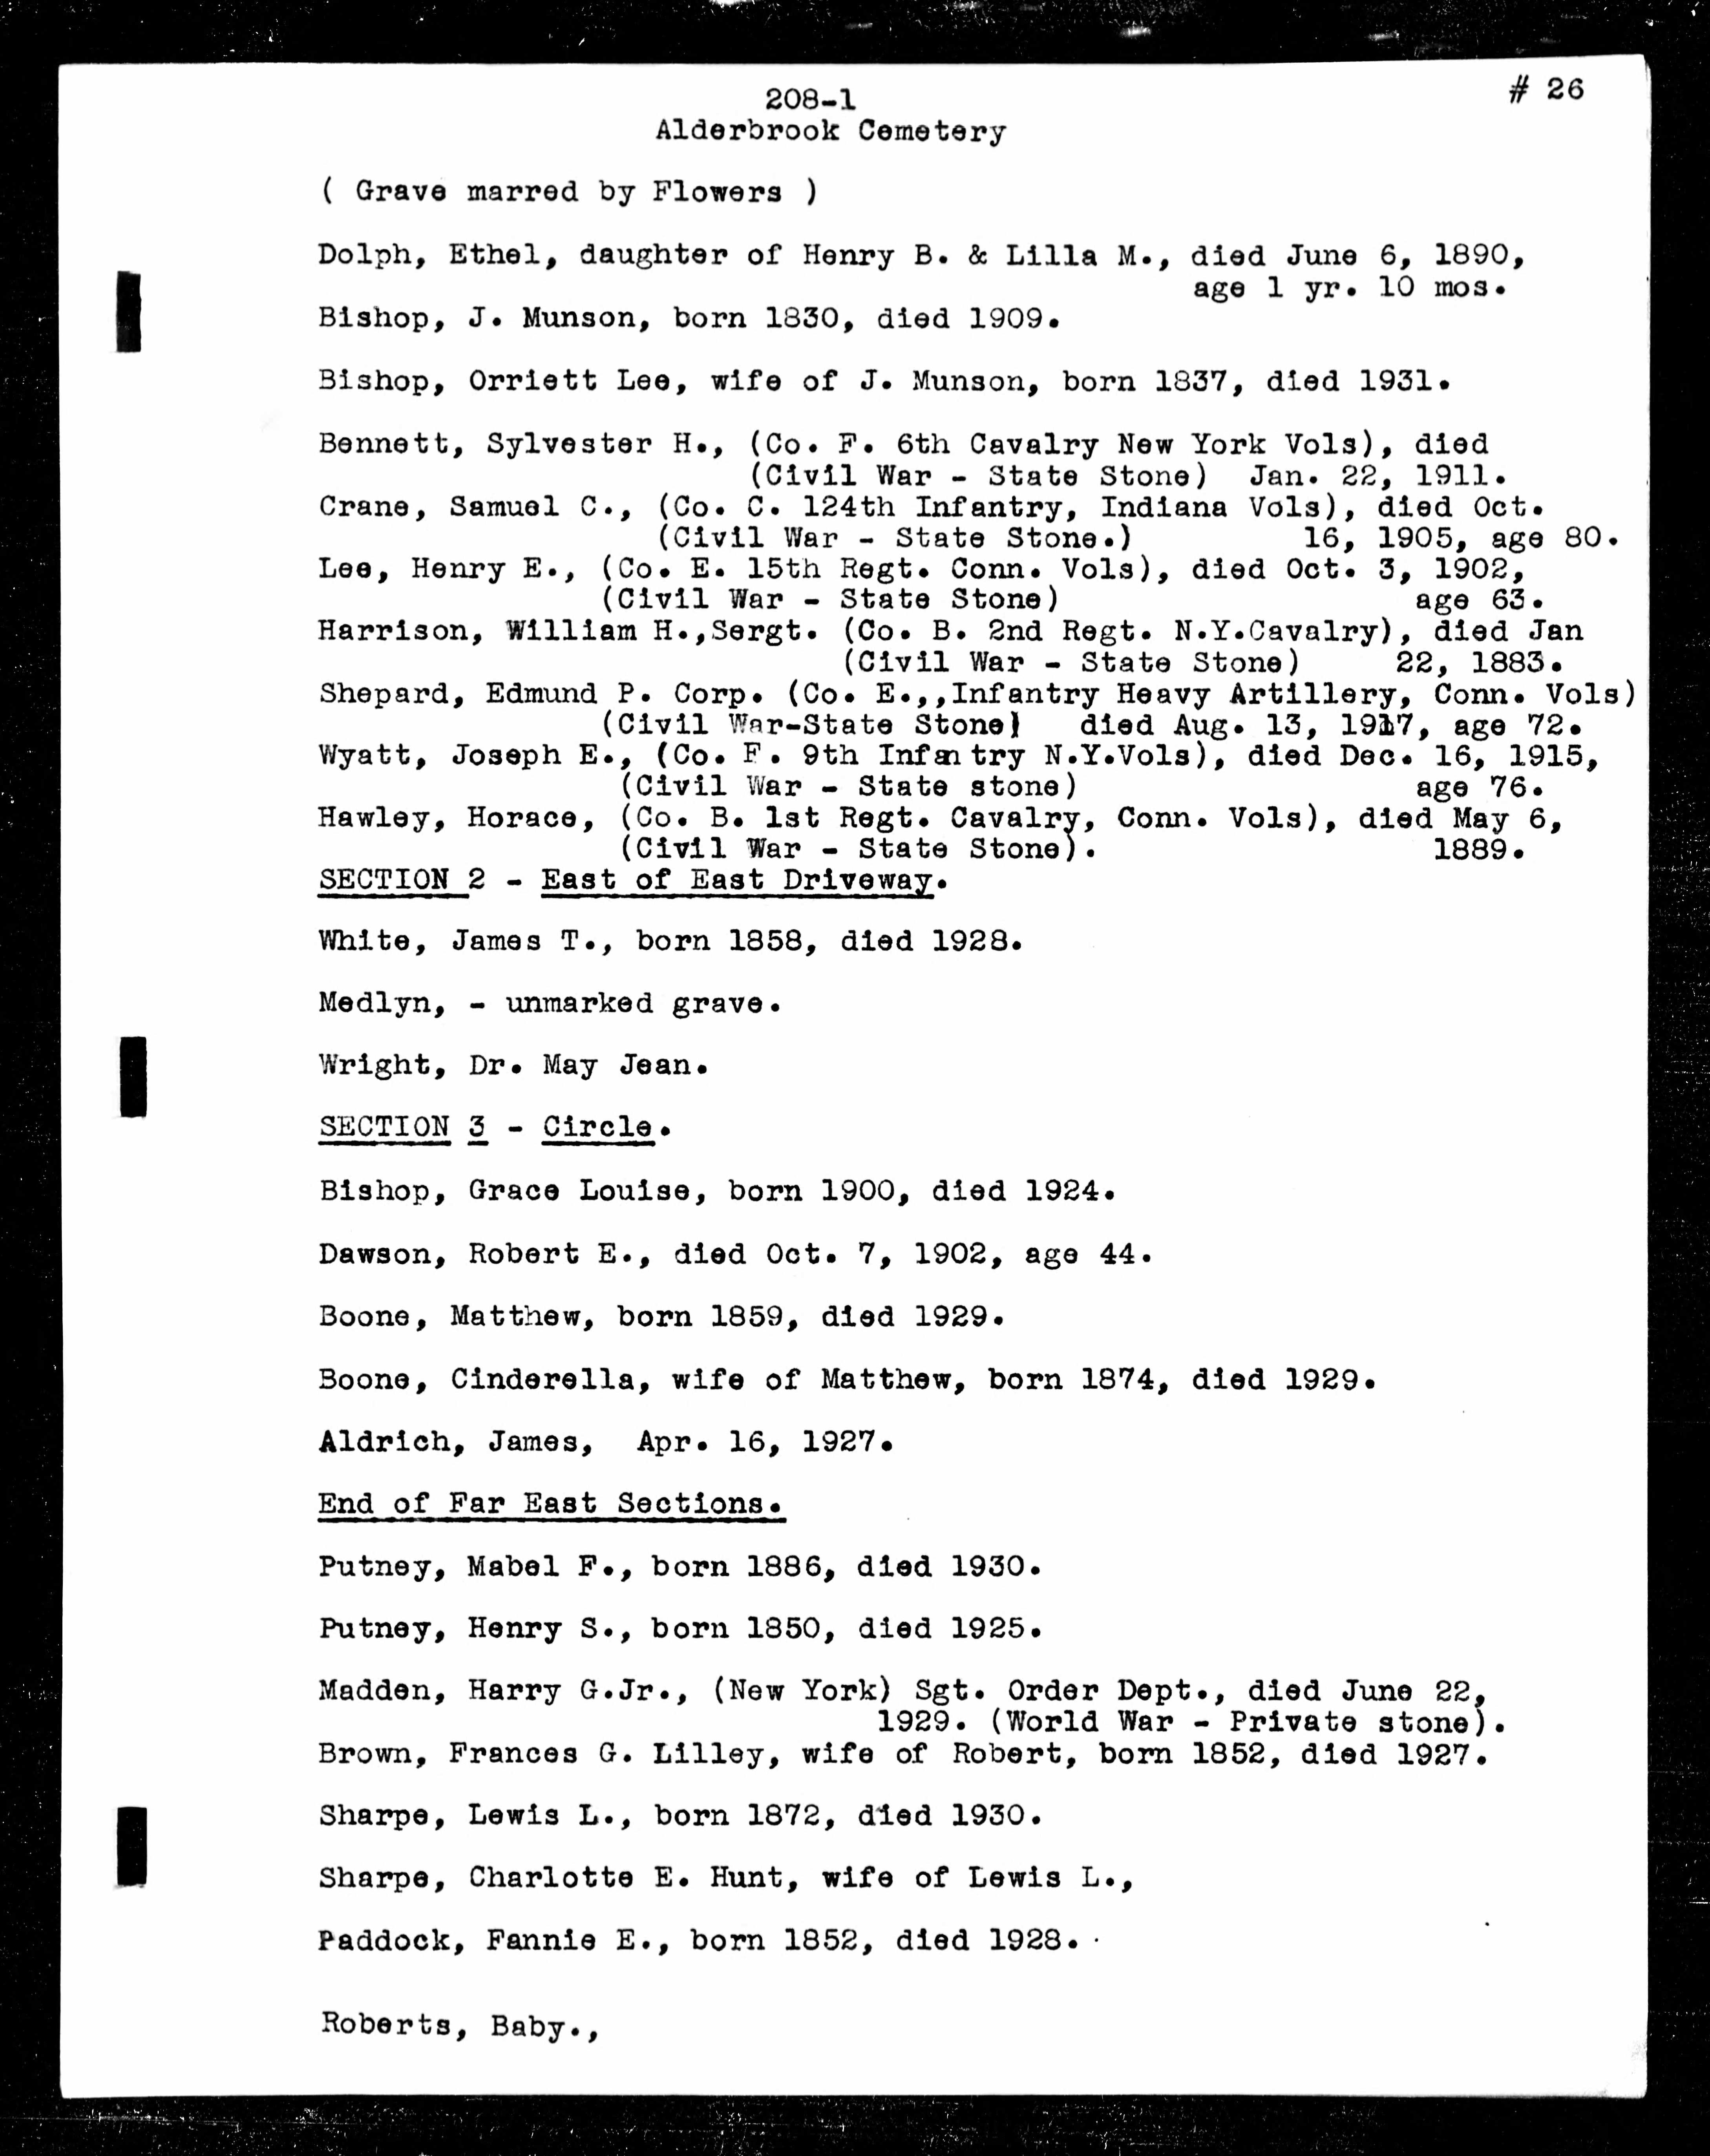 # 26
208-1
Alderbrook Cemetery
( Grave marred by Flowers )
Dolph, Ethel, daughter of Henry B. & Lilla M., died June 6, 1890,
age 1 yr. 10 mos.
Bishop, J. Munson, born 1830, died 1909.
Bishop, Orriett Lee, wife of J. Munson, born 1837, died 1931.
Bennett, Sylvester H., (Co. F. 6th Cavalry New York Vols), died
(Civil War - State Stone) Jan. 22, 1911.
Crane, Samuel C., (Co. C. 124th Infantry, Indiana Vols), died Oct.
(Civil War - State Stone.) 16, 1905, age 80.
Lee, Henry E., (Co. E. 15th Regt. Conn. Vols), died Oct. 3, 1902,
(Civil War - State Stone) age 63.
Harrison, William H.,Sergt. (Co. B. 2nd Regt. N.Y.Cavalry), died Jan
(Civil War - State Stone) 22, 1883.
Shepard, Edmund P. Corp. (Co. E.,,Infantry Heavy Artillery, Conn. Vols)
(Civil War-State Stone) died Aug. 13, 1917, age 72.
Wyatt, Joseph E., (Co. F. 9th Infantry N.Y.Vols), died Dec. 16, 1915,
(Civil War - State stone) age 76.
Hawley, Horace, (Co. B. 1st Regt. Cavalry, Conn. Vols), died May 6,
(Civil War - State Stone). 1889.
SECTION 2 - East of East Driveway.
White, James T., born 1858, died 1928.
Medlyn, - unmarked grave.
Wright, Dr. May Jean.
SECTION 3 - Circle.
Bishop, Grace Louise, born 1900, died 1924.
Dawson, Robert E., died Oct. 7, 1902, age 44.
Boone, Matthew, born 1859, died 1929.
Boone, Cinderella, wife of Matthew, born 1874, died 1929.
Aldrich, James, Apr. 16, 1927.
End of Far East Sections.
Putney, Mabel F., born 1886, died 1930.
Putney, Henry S., born 1850, died 1925.
Madden, Harry G.Jr., (New York) Sgt. Order Dept., died June 22,
1929. (World War - Private stone).
Brown, Frances G. Lilley, wife of Robert, born 1852, died 1927.
Sharpe, Lewis L., born 1872, died 1930.
Sharpe, Charlotte E. Hunt, wife of Lewis L.,
Paddock, Fannie E., born 1852, died 1928.
Roberts, Baby.,